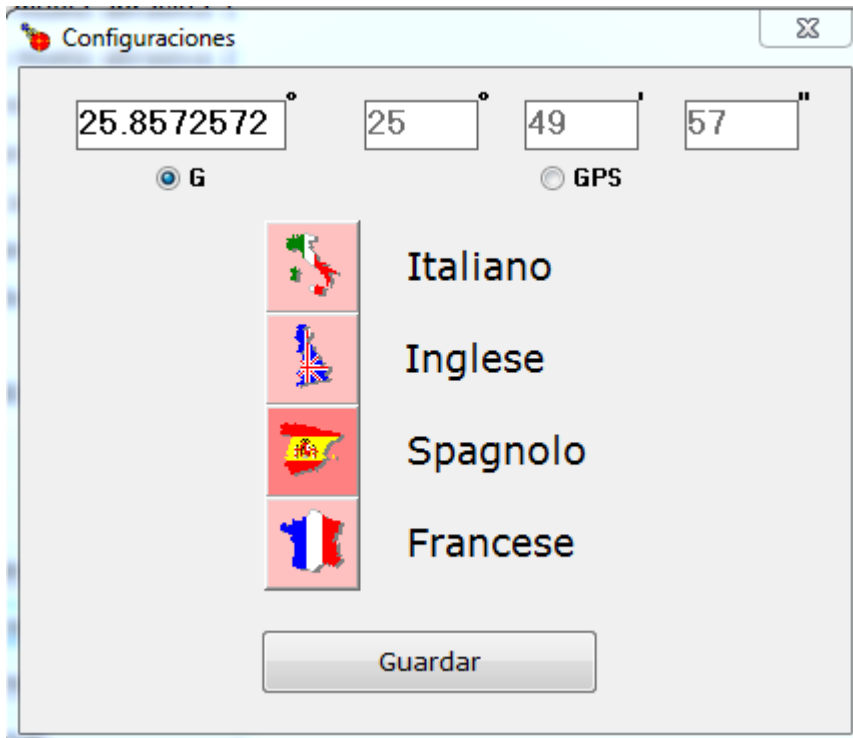 Configuraciones
25.8572572° 25° 49' 57"
G GPS
Italiano
Inglese
Spagnolo
Francese
Guardar